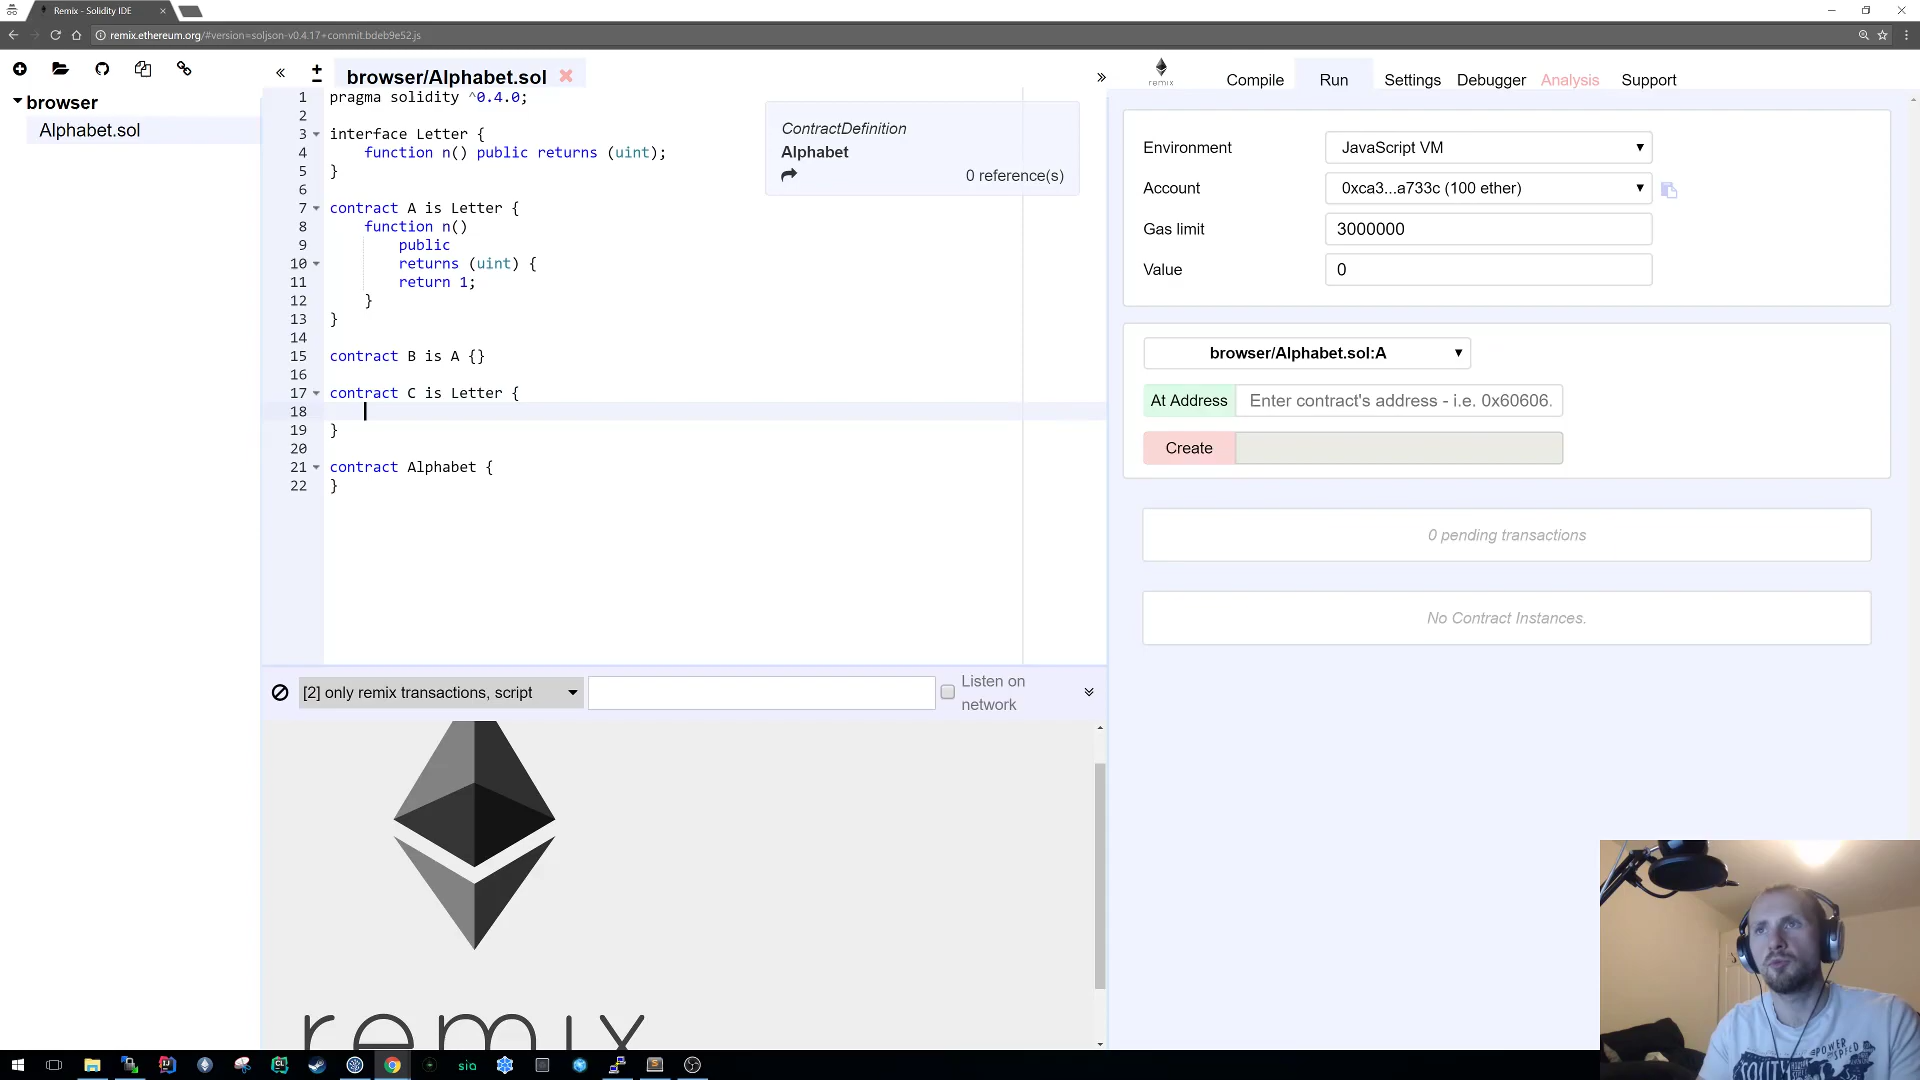 Remix - Solidity IDE
remix.ethereum.org/#version=soljson-v0.4.17+commit.bdeb9e52.js
browser
Alphabet.sol
browser/Alphabet.sol
1 pragma solidity ^0.4.0;
2
3 interface Letter {
4 function n() public returns (uint);
5 }
6
7 contract A is Letter {
8 function n()
9 public
10 returns (uint) {
11 return 1;
12 }
13 }
14
15 contract B is A {}
16
17 contract C is Letter {
18
19 }
20
21 contract Alphabet {
22 }
ContractDefinition
Alphabet
0 reference(s)
[2] only remix transactions, script
Listen on
network
remix
remix
Compile
Run
Settings
Debugger
Analysis
Support
Environment
JavaScript VM
Account
0xca3...a733c (100 ether)
Gas limit
3000000
Value
0
browser/Alphabet.sol:A
At Address
Enter contract's address - i.e. 0x60606.
Create
0 pending transactions
No Contract Instances.
sia
POWER